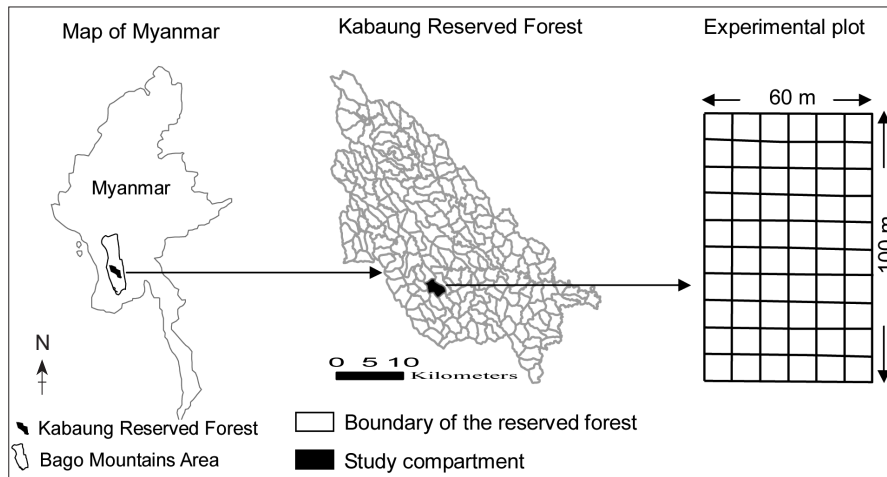 Map of Myanmar
Kabaung Reserved Forest
Experimental plot
60 m
Myanmar
100 m
N
0 5 10
Kilometers
Kabaung Reserved Forest
Bago Mountains Area
Boundary of the reserved forest
Study compartment